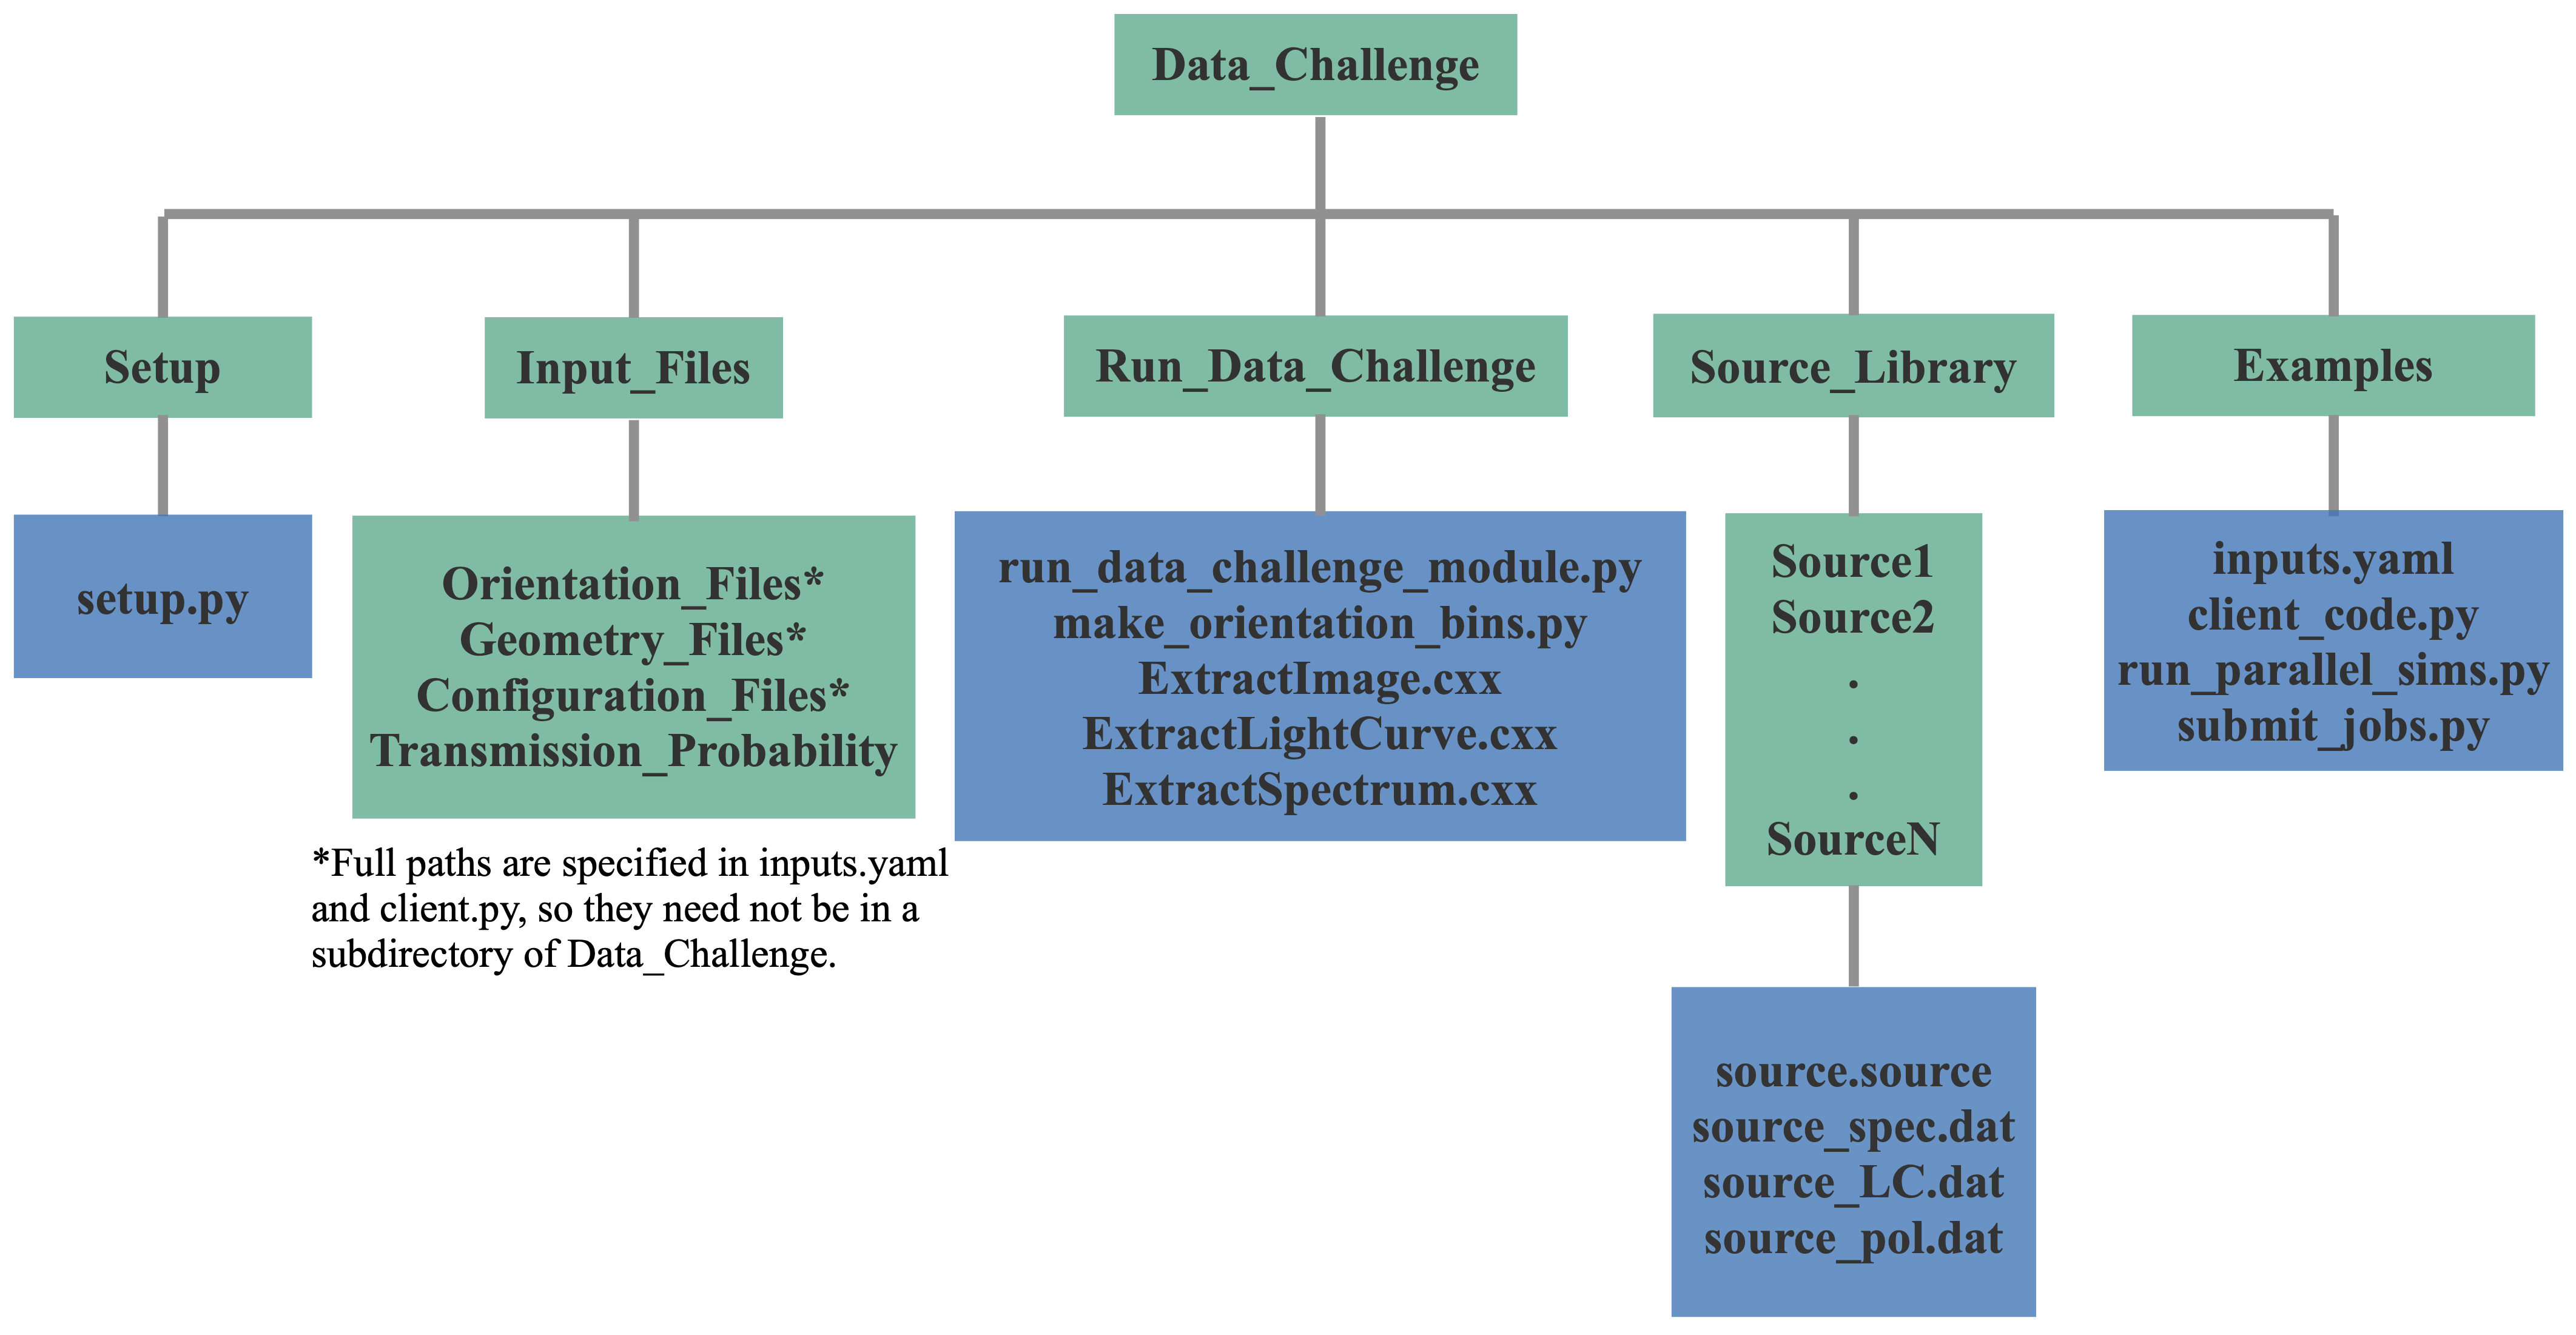 Data_Challenge
Setup
Input_Files
Run_Data_Challenge
Source_Library
Examples
setup.py
Orientation_Files*
Geometry_Files*
Configuration_Files*
Transmission_Probability
*Full paths are specified in inputs.yaml
and client.py, so they need not be in a
subdirectory of Data_Challenge.
run_data_challenge_module.py
make_orientation_bins.py
ExtractImage.cxx
ExtractLightCurve.cxx
ExtractSpectrum.cxx
Source1
Source2
.
.
.
SourceN
source.source
source_spec.dat
source_LC.dat
source_pol.dat
inputs.yaml
client_code.py
run_parallel_sims.py
submit_jobs.py